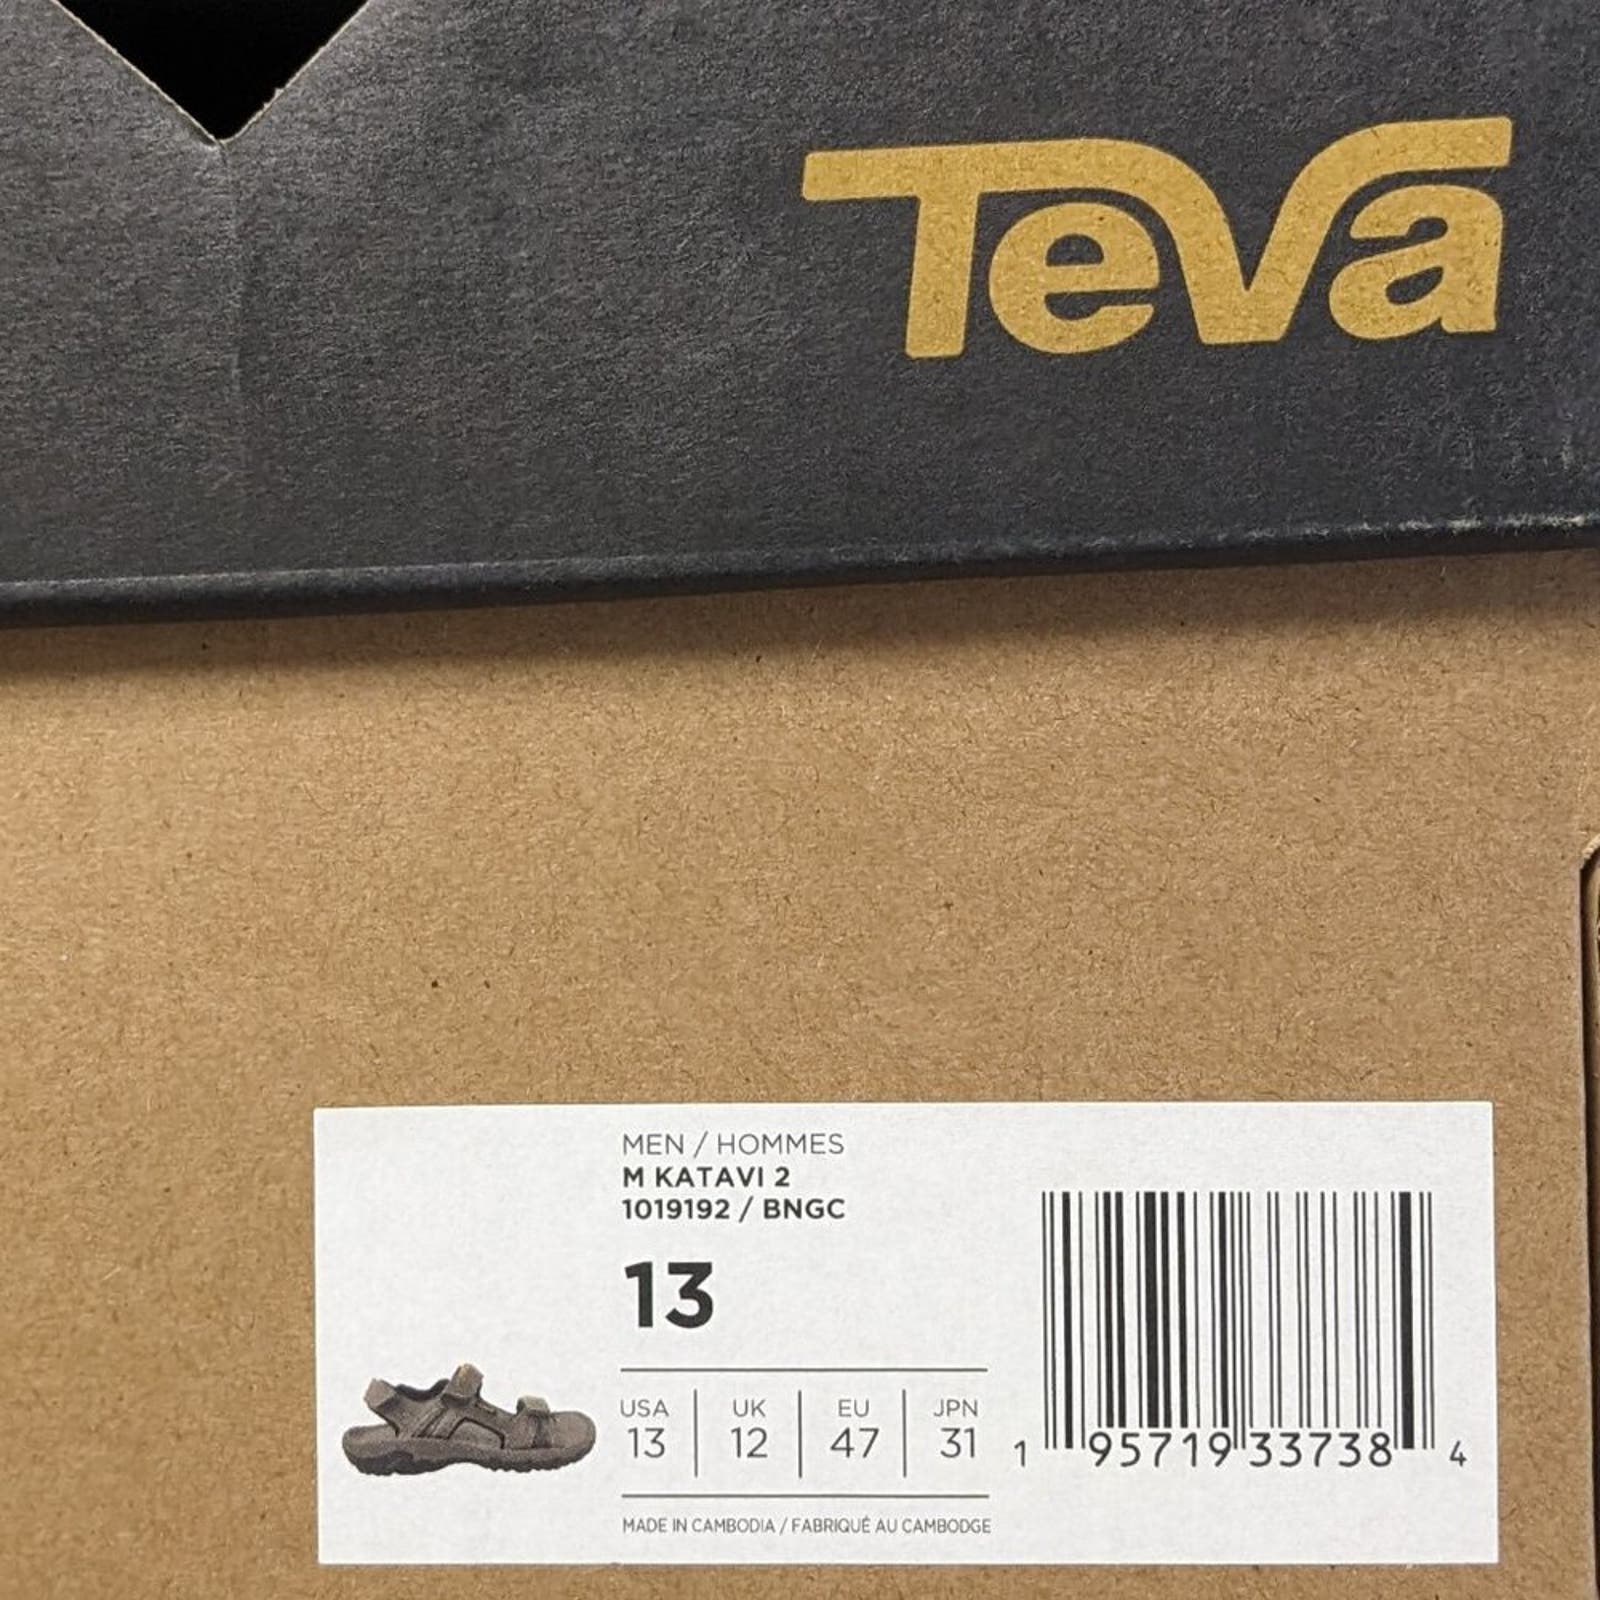 Teva
MEN / HOMMES
M KATAVI 2
1019192 / BNGC
13
USA UK EU JPN
13 12 47 31
1 95719 33738 4
MADE IN CAMBODIA / FABRIQUÉ AU CAMBODGE